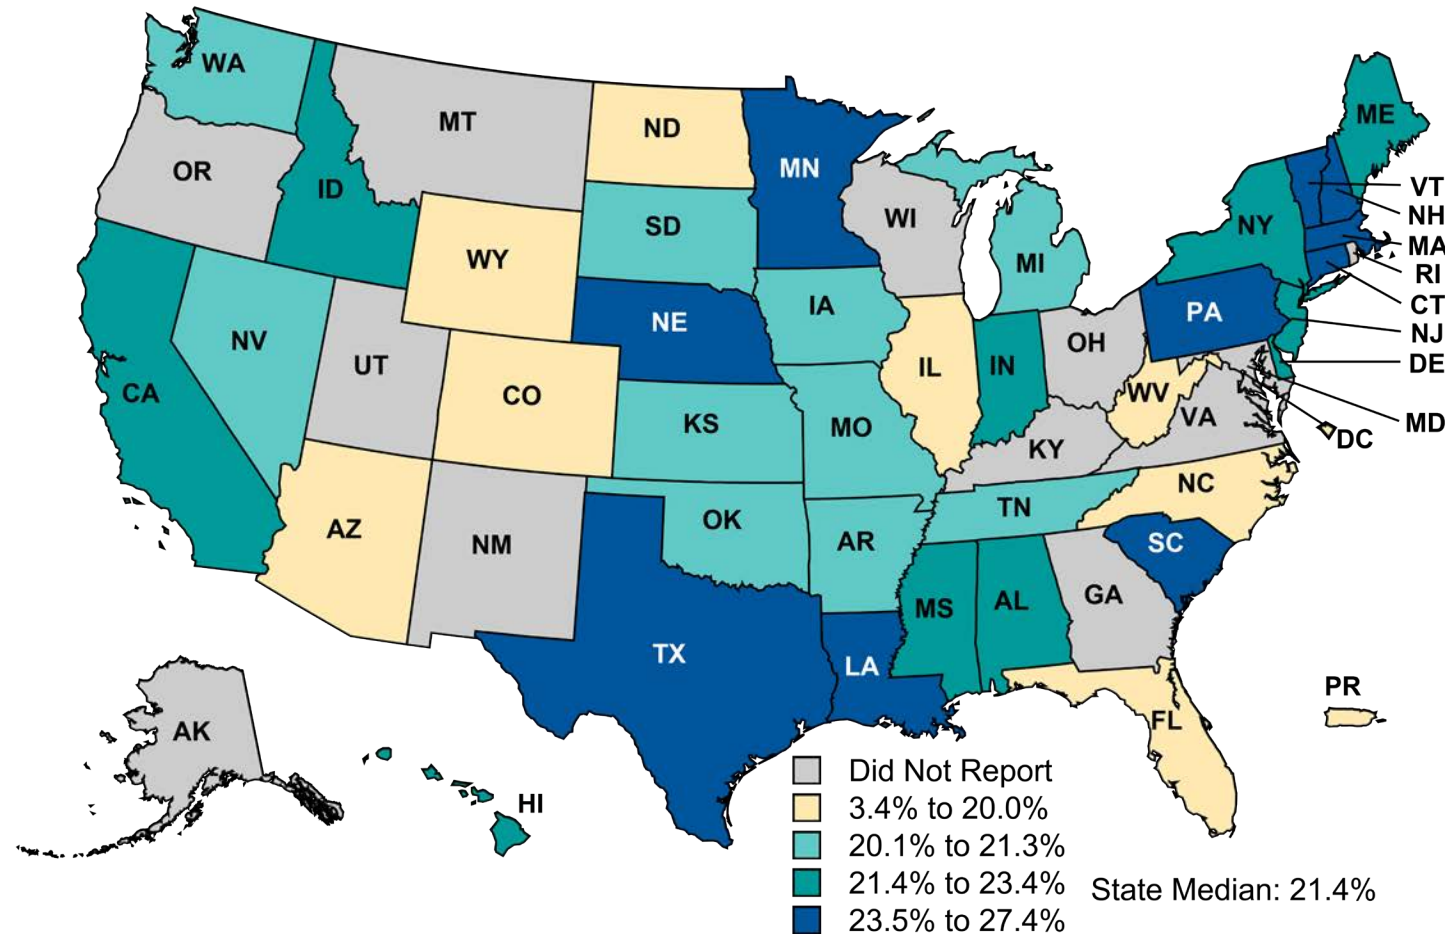 WA
MT
ND
MN
ME
OR
ID
WY
SD
WI
MI
NY
VT
NH
MA
RI
CT
NJ
DE
MD
DC
NV
UT
CO
NE
IA
IL
IN
OH
PA
WV
VA
CA
KS
MO
KY
AZ
NM
OK
AR
TN
NC
SC
TX
LA
MS
AL
GA
FL
PR
AK
HI
Did Not Report
3.4% to 20.0%
20.1% to 21.3%
21.4% to 23.4%
23.5% to 27.4%
State Median: 21.4%